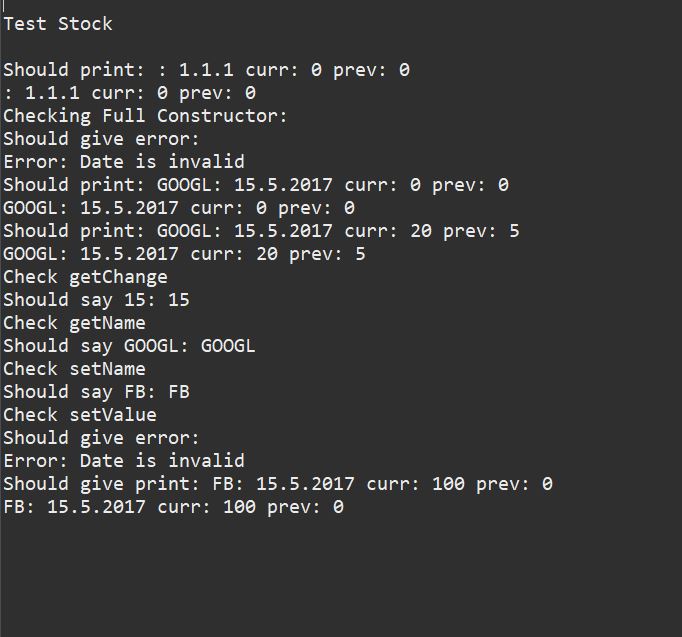 Test Stock
Should print: : 1.1.1 curr: 0 prev: 0
: 1.1.1 curr: 0 prev: 0
Checking Full Constructor:
Should give error:
Error: Date is invalid
Should print: GOOGL: 15.5.2017 curr: 0 prev: 0
GOOGL: 15.5.2017 curr: 0 prev: 0
Should print: GOOGL: 15.5.2017 curr: 20 prev: 5
GOOGL: 15.5.2017 curr: 20 prev: 5
Check getChange
Should say 15: 15
Check getName
Should say GOOGL: GOOGL
Check setName
Should say FB: FB
Check setValue
Should give error:
Error: Date is invalid
Should give print: FB: 15.5.2017 curr: 100 prev: 0
FB: 15.5.2017 curr: 100 prev: 0